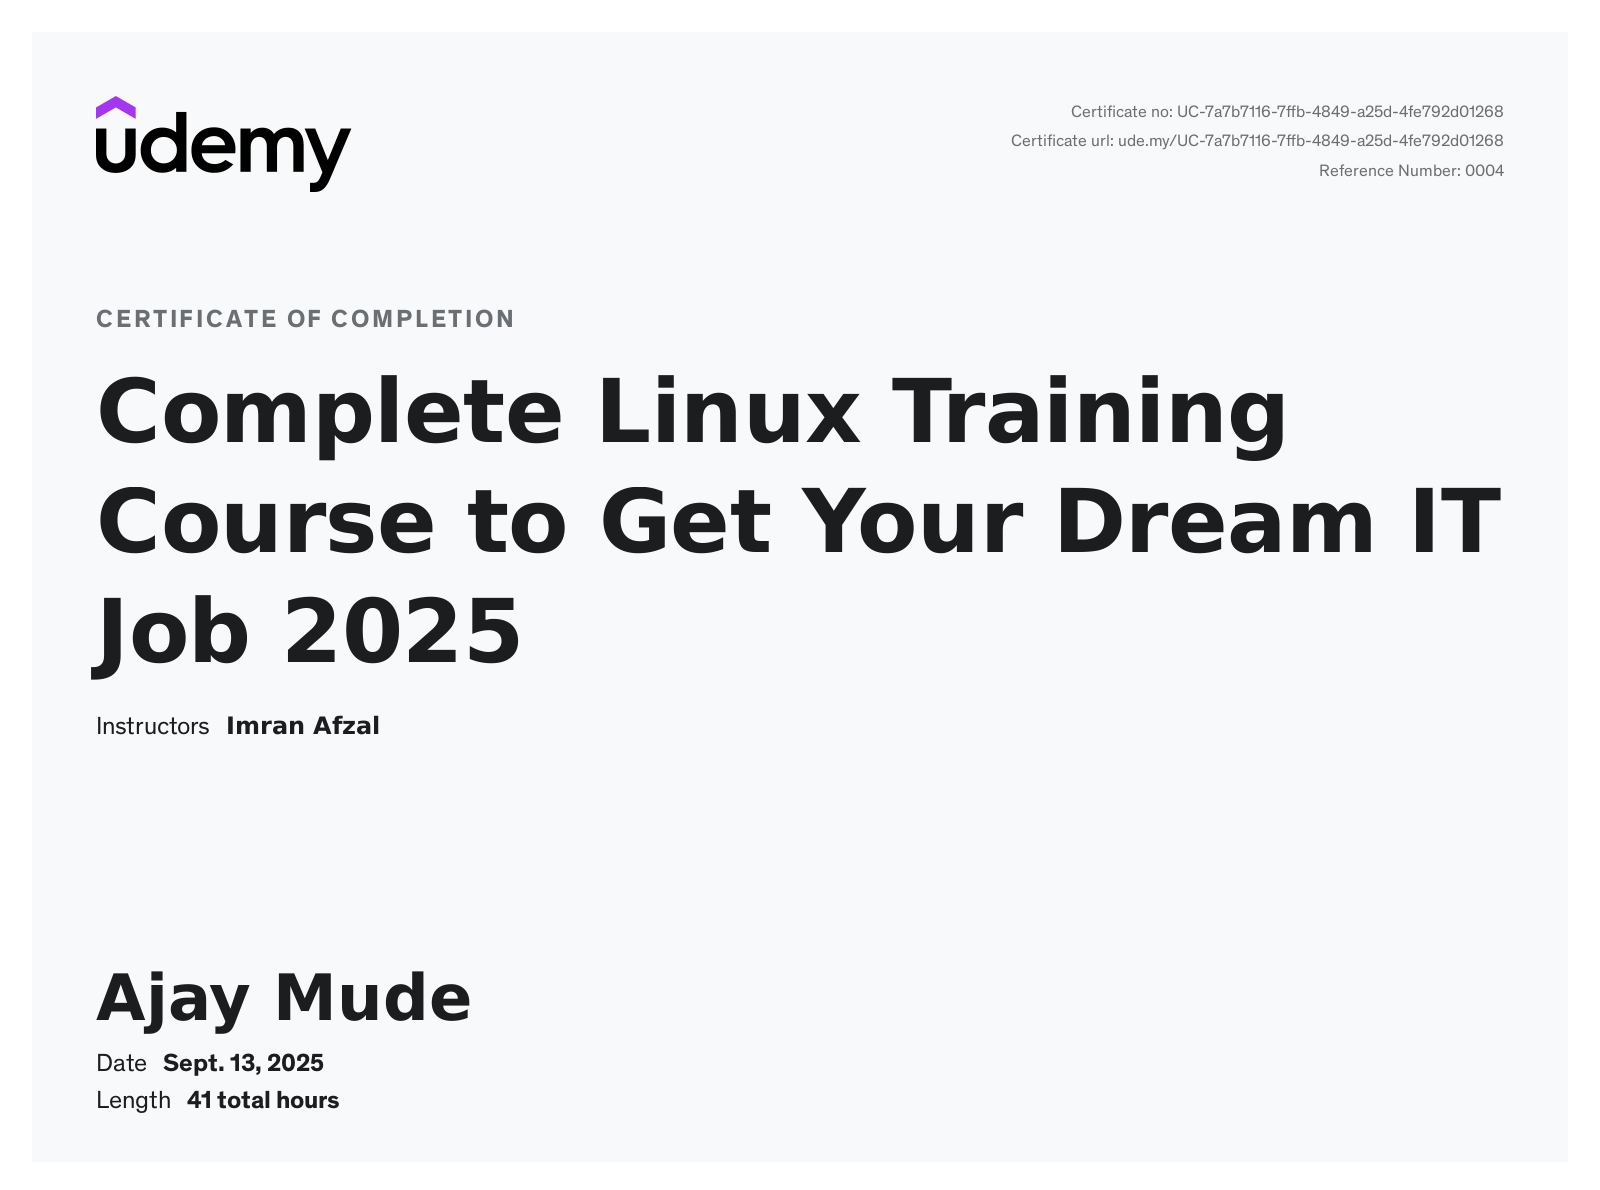 udemy
Certificate no: UC-7a7b7116-7ffb-4849-a25d-4fe792d01268
Certificate url: ude.my/UC-7a7b7116-7ffb-4849-a25d-4fe792d01268
Reference Number: 0004
CERTIFICATE OF COMPLETION
Complete Linux Training
Course to Get Your Dream IT
Job 2025
Instructors Imran Afzal
Ajay Mude
Date Sept. 13, 2025
Length 41 total hours